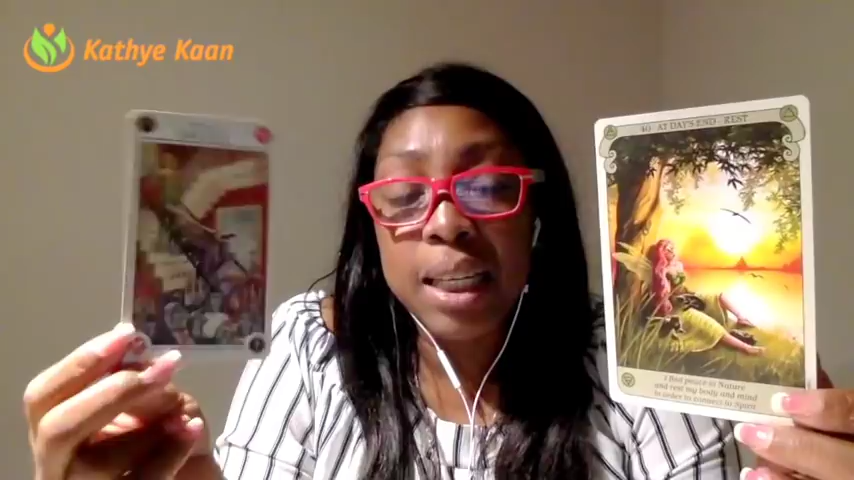 Kathye Kaan
40 AT DAY'S END - REST
I find peace in Nature
and rest my body and mind,
in order to connect to Spirit.